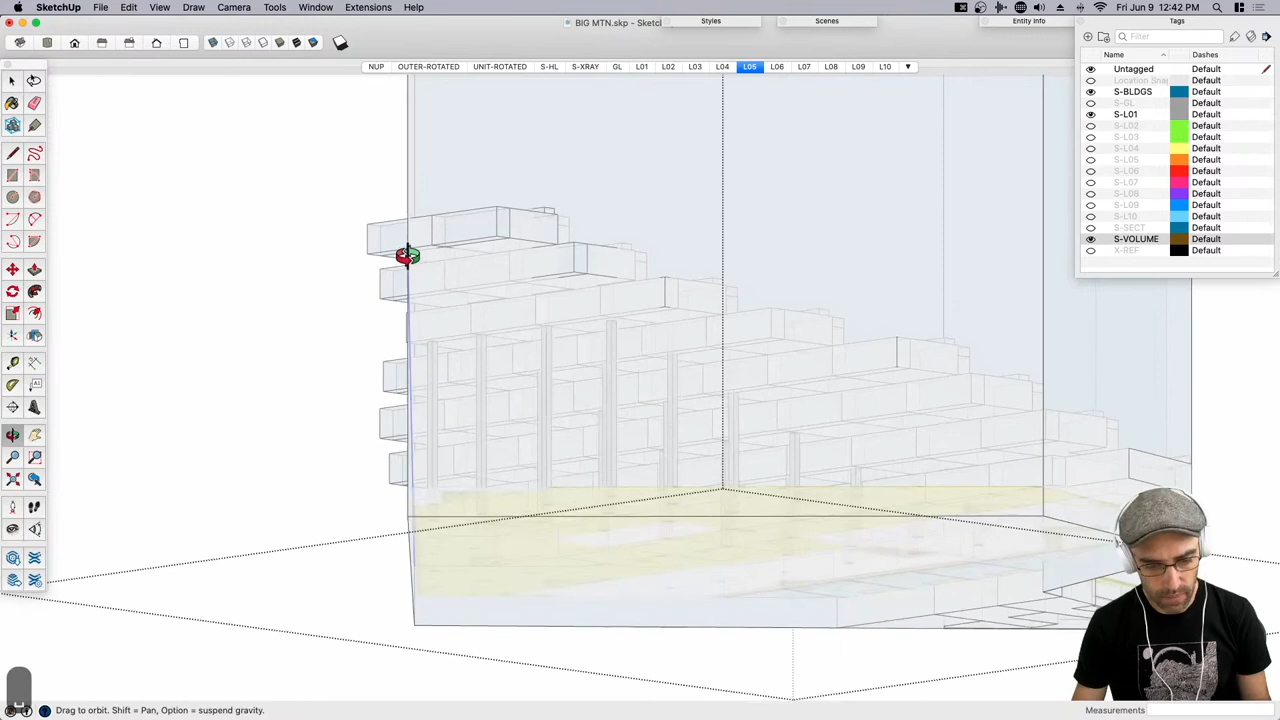 SketchUp File Edit View Draw Camera Tools Window Extensions Help Fri Jun 9 12:42 PM
BIG MTN.skp - Sketch
Styles
Scenes
Entity Info
Tags
Filter
Name Dashes
NUP OUTER-ROTATED UNIT-ROTATED S-HL S-XRAY GL L01 L02 L03 L04 L05 L06 L07 L08 L09 L10
Untagged Default
Location Snap Default
S-BLDGS Default
S-GL Default
S-L01 Default
S-L02 Default
S-L03 Default
S-L04 Default
S-L05 Default
S-L06 Default
S-L07 Default
S-L08 Default
S-L09 Default
S-L10 Default
S-SECT Default
S-VOLUME Default
X-REF Default
Drag to orbit. Shift = Pan, Option = suspend gravity.
Measurements